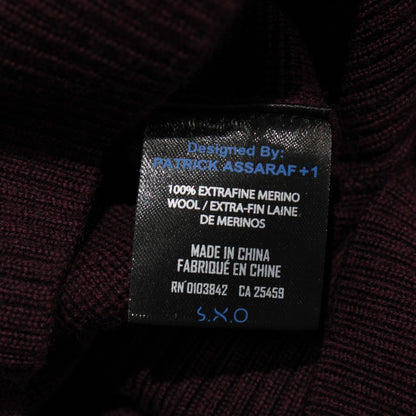 Designed By:
PATRICK ASSARAF +1
100% EXTRAFINE MERINO
WOOL / EXTRA-FIN LAINE
DE MERINOS
MADE IN CHINA
FABRIQUÉ EN CHINE
RN°0103842 CA 25459
S.X.O